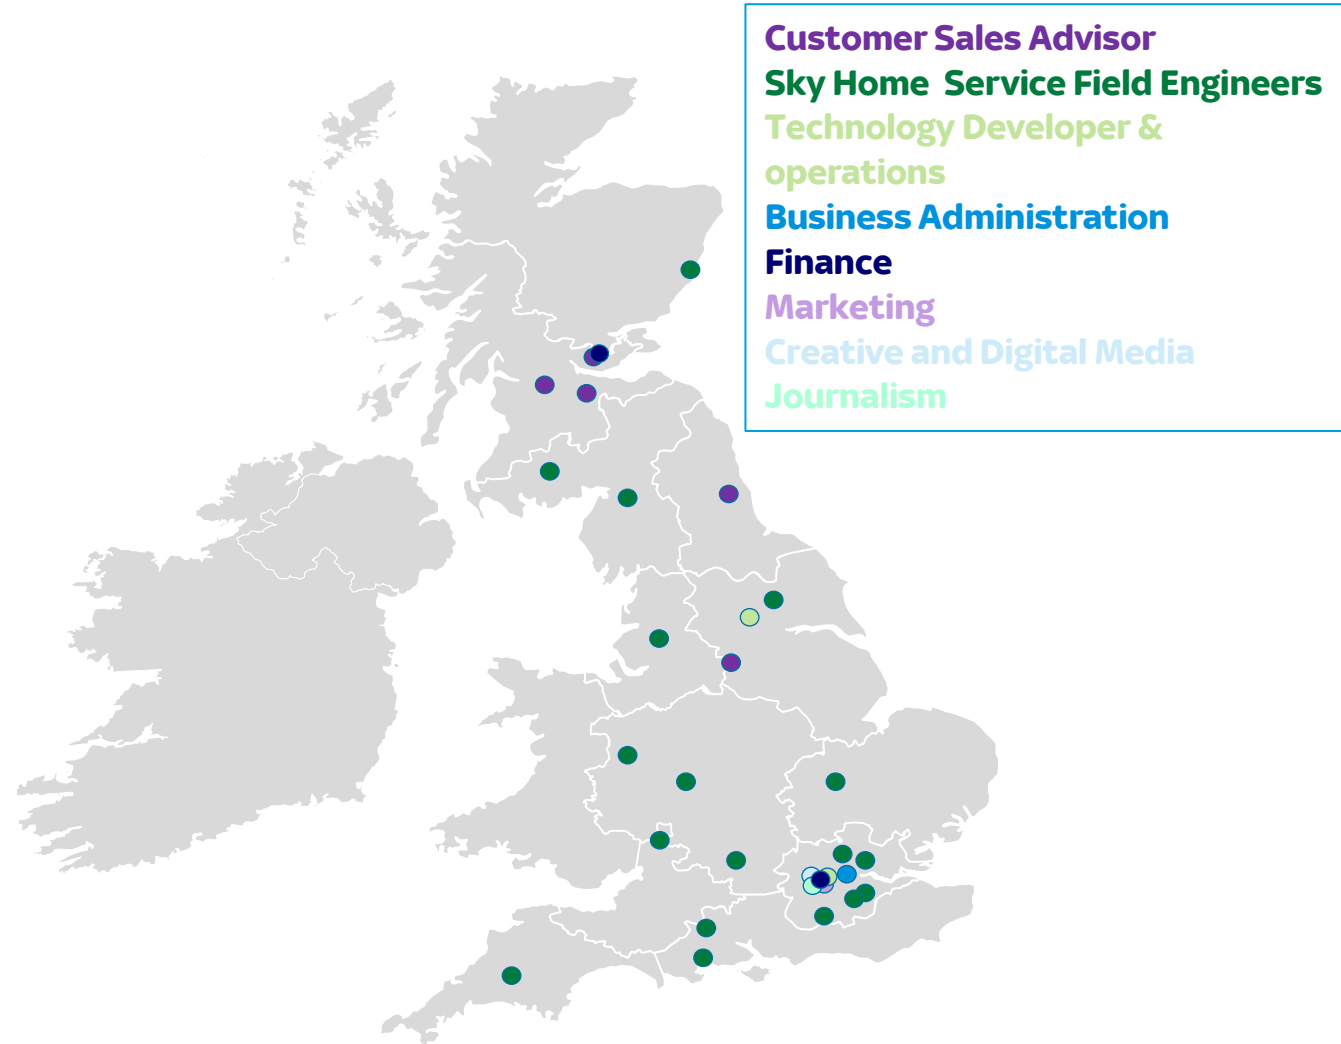 Customer Sales Advisor
Sky Home  Service Field Engineers
Technology Developer &
operations
Business Administration
Finance
Marketing
Creative and Digital Media
Journalism